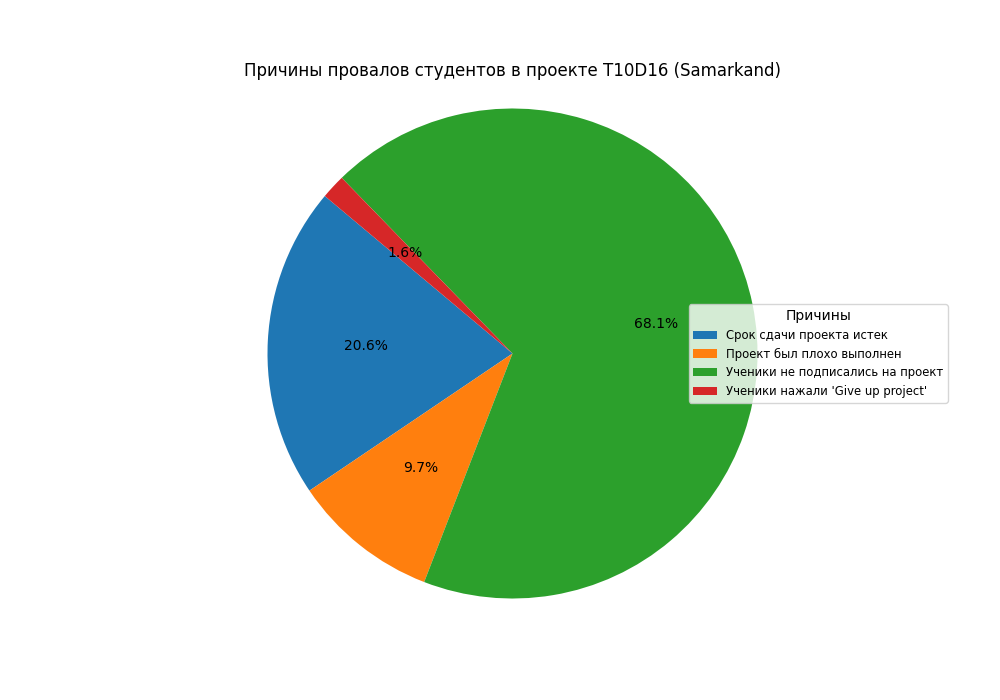 Причины провалов студентов в проекте T10D16 (Samarkand)
1.6%
68.1%
20.6%
9.7%
Причины
Срок сдачи проекта истек
Проект был плохо выполнен
Ученики не подписались на проект
Ученики нажали 'Give up project'